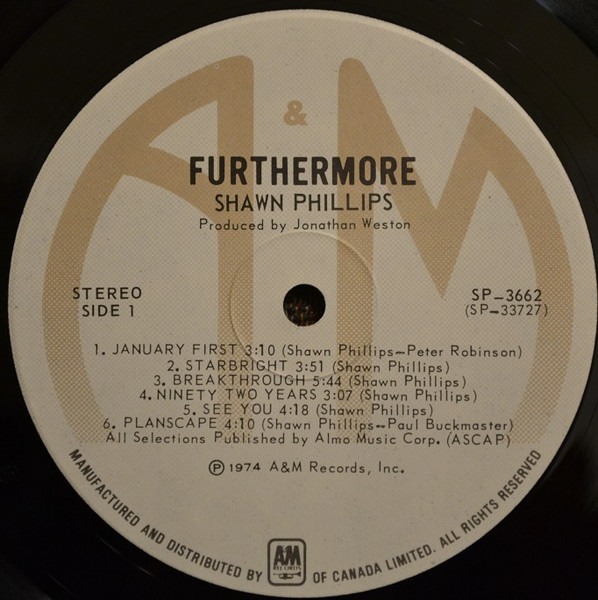 A & M
FURTHERMORE
SHAWN PHILLIPS
Produced by Jonathan Weston
STEREO
SIDE 1
SP-3662
(SP-33727)
1. JANUARY FIRST 3:10 (Shawn Phillips-Peter Robinson)
2. STARBRIGHT 3:51 (Shawn Phillips)
3. BREAKTHROUGH 5:44 (Shawn Phillips)
4. NINETY TWO YEARS 3:07 (Shawn Phillips)
5. SEE YOU 4:18 (Shawn Phillips)
6. PLANSCAPE 4:10 (Shawn Phillips-Paul Buckmaster)
All Selections Published by Almo Music Corp. (ASCAP)
℗ 1974 A&M Records, Inc.
MANUFACTURED AND DISTRIBUTED BY A&M RECORDS OF CANADA LIMITED. ALL RIGHTS RESERVED